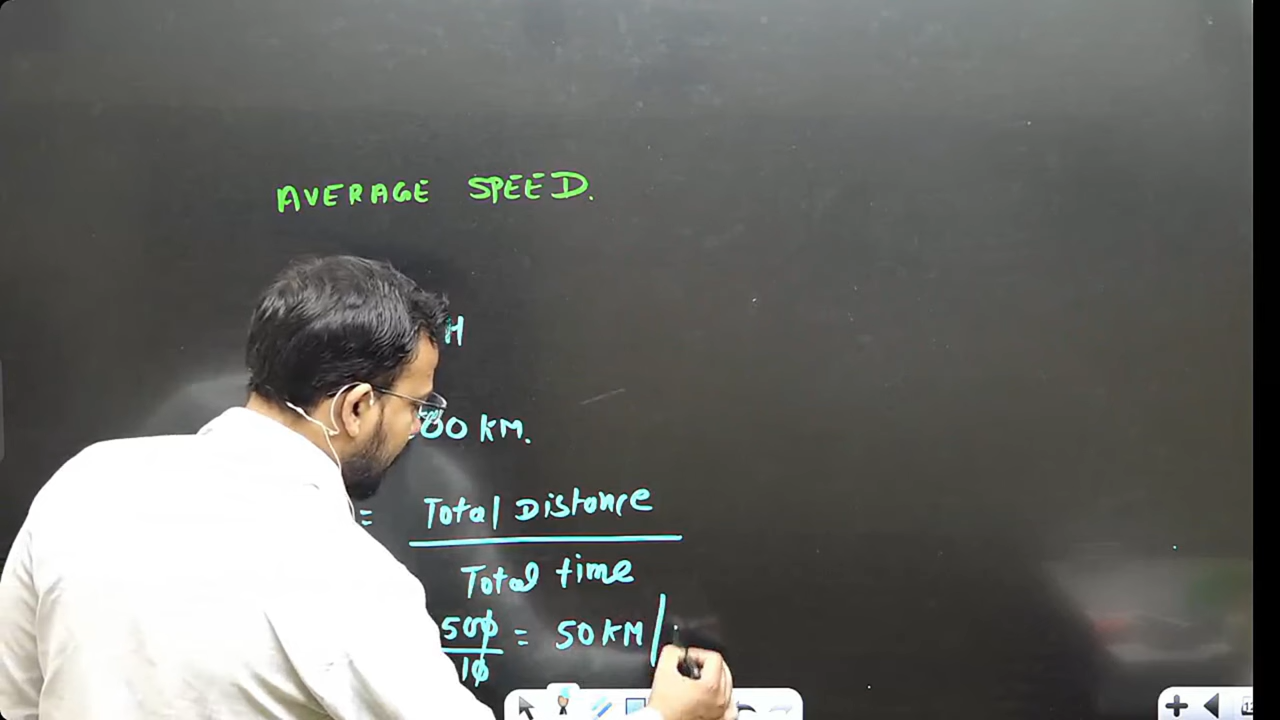 AVERAGE SPEED.
H
00 KM.
= Total Distance
Total time
500 = 50 KM/
10